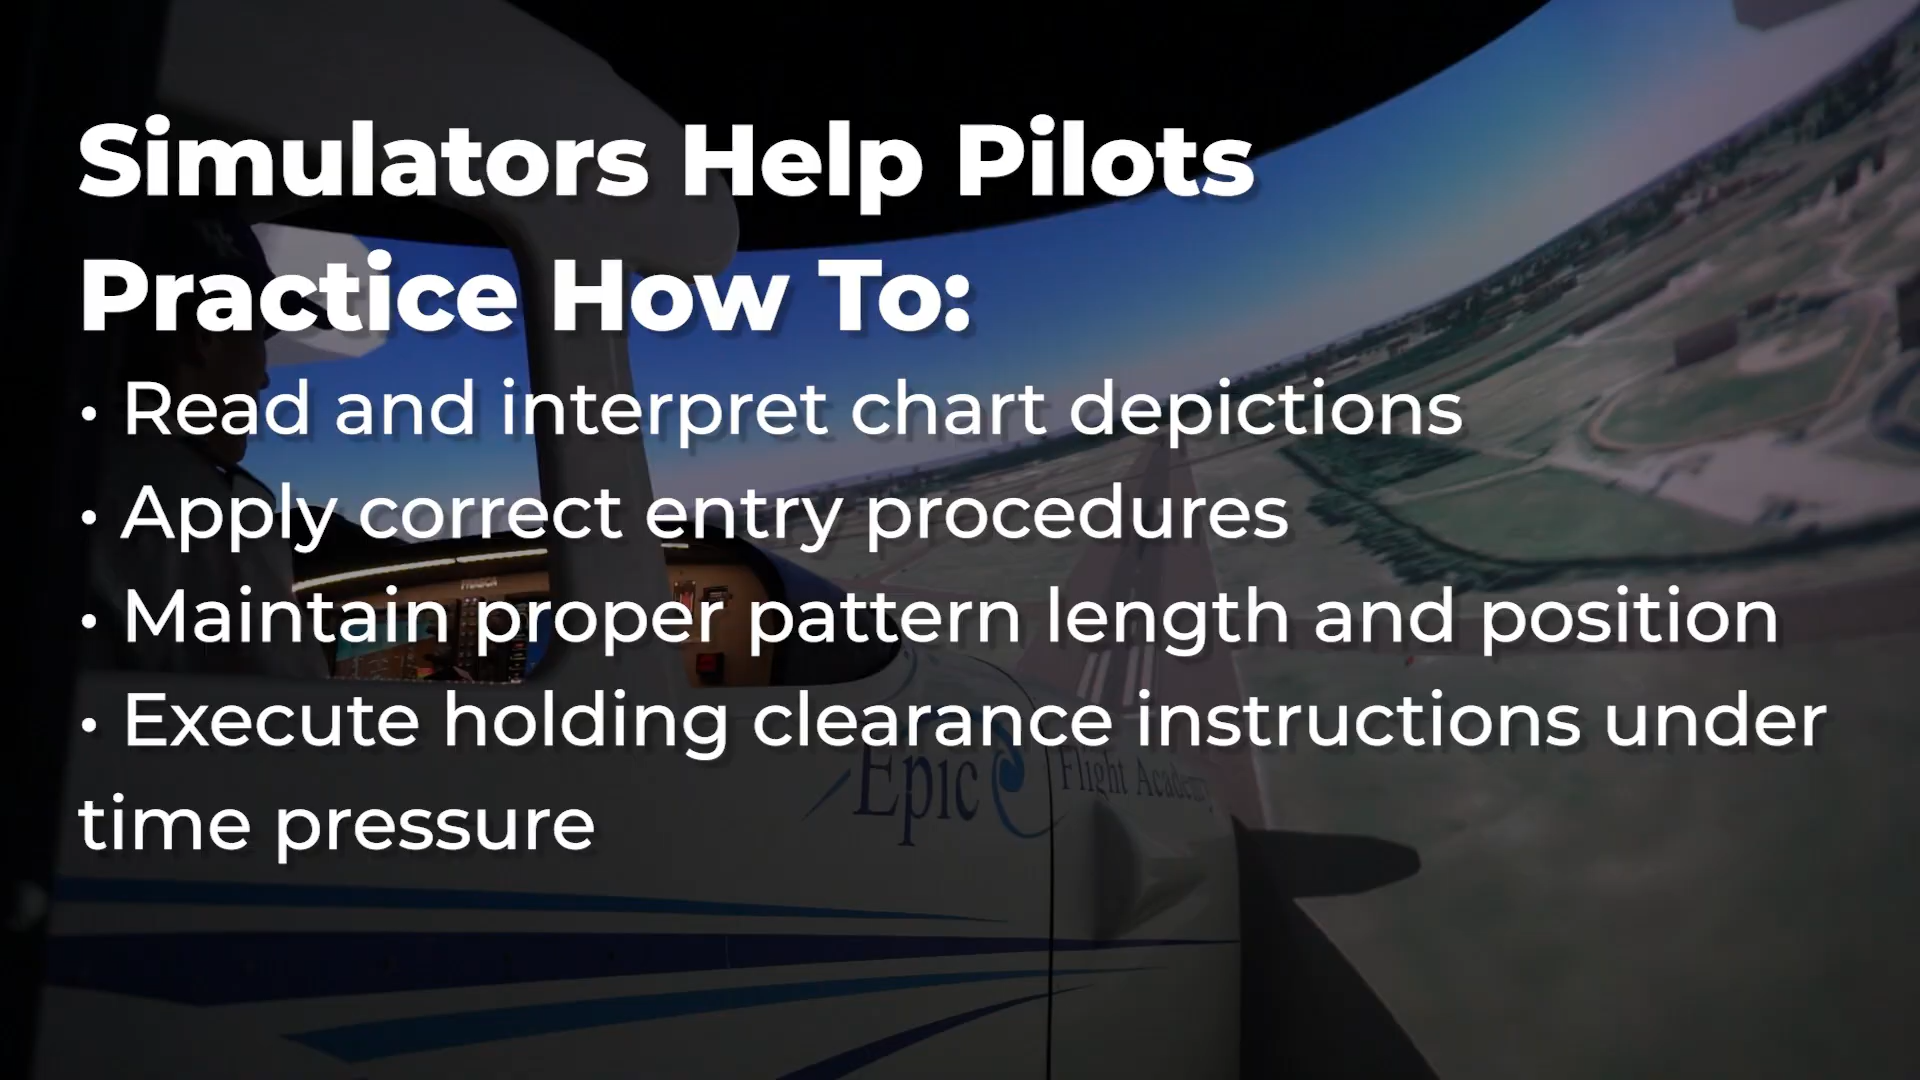 Simulators Help Pilots
Practice How To:
• Read and interpret chart depictions
• Apply correct entry procedures
• Maintain proper pattern length and position
• Execute holding clearance instructions under
time pressure
Epic Flight Academy